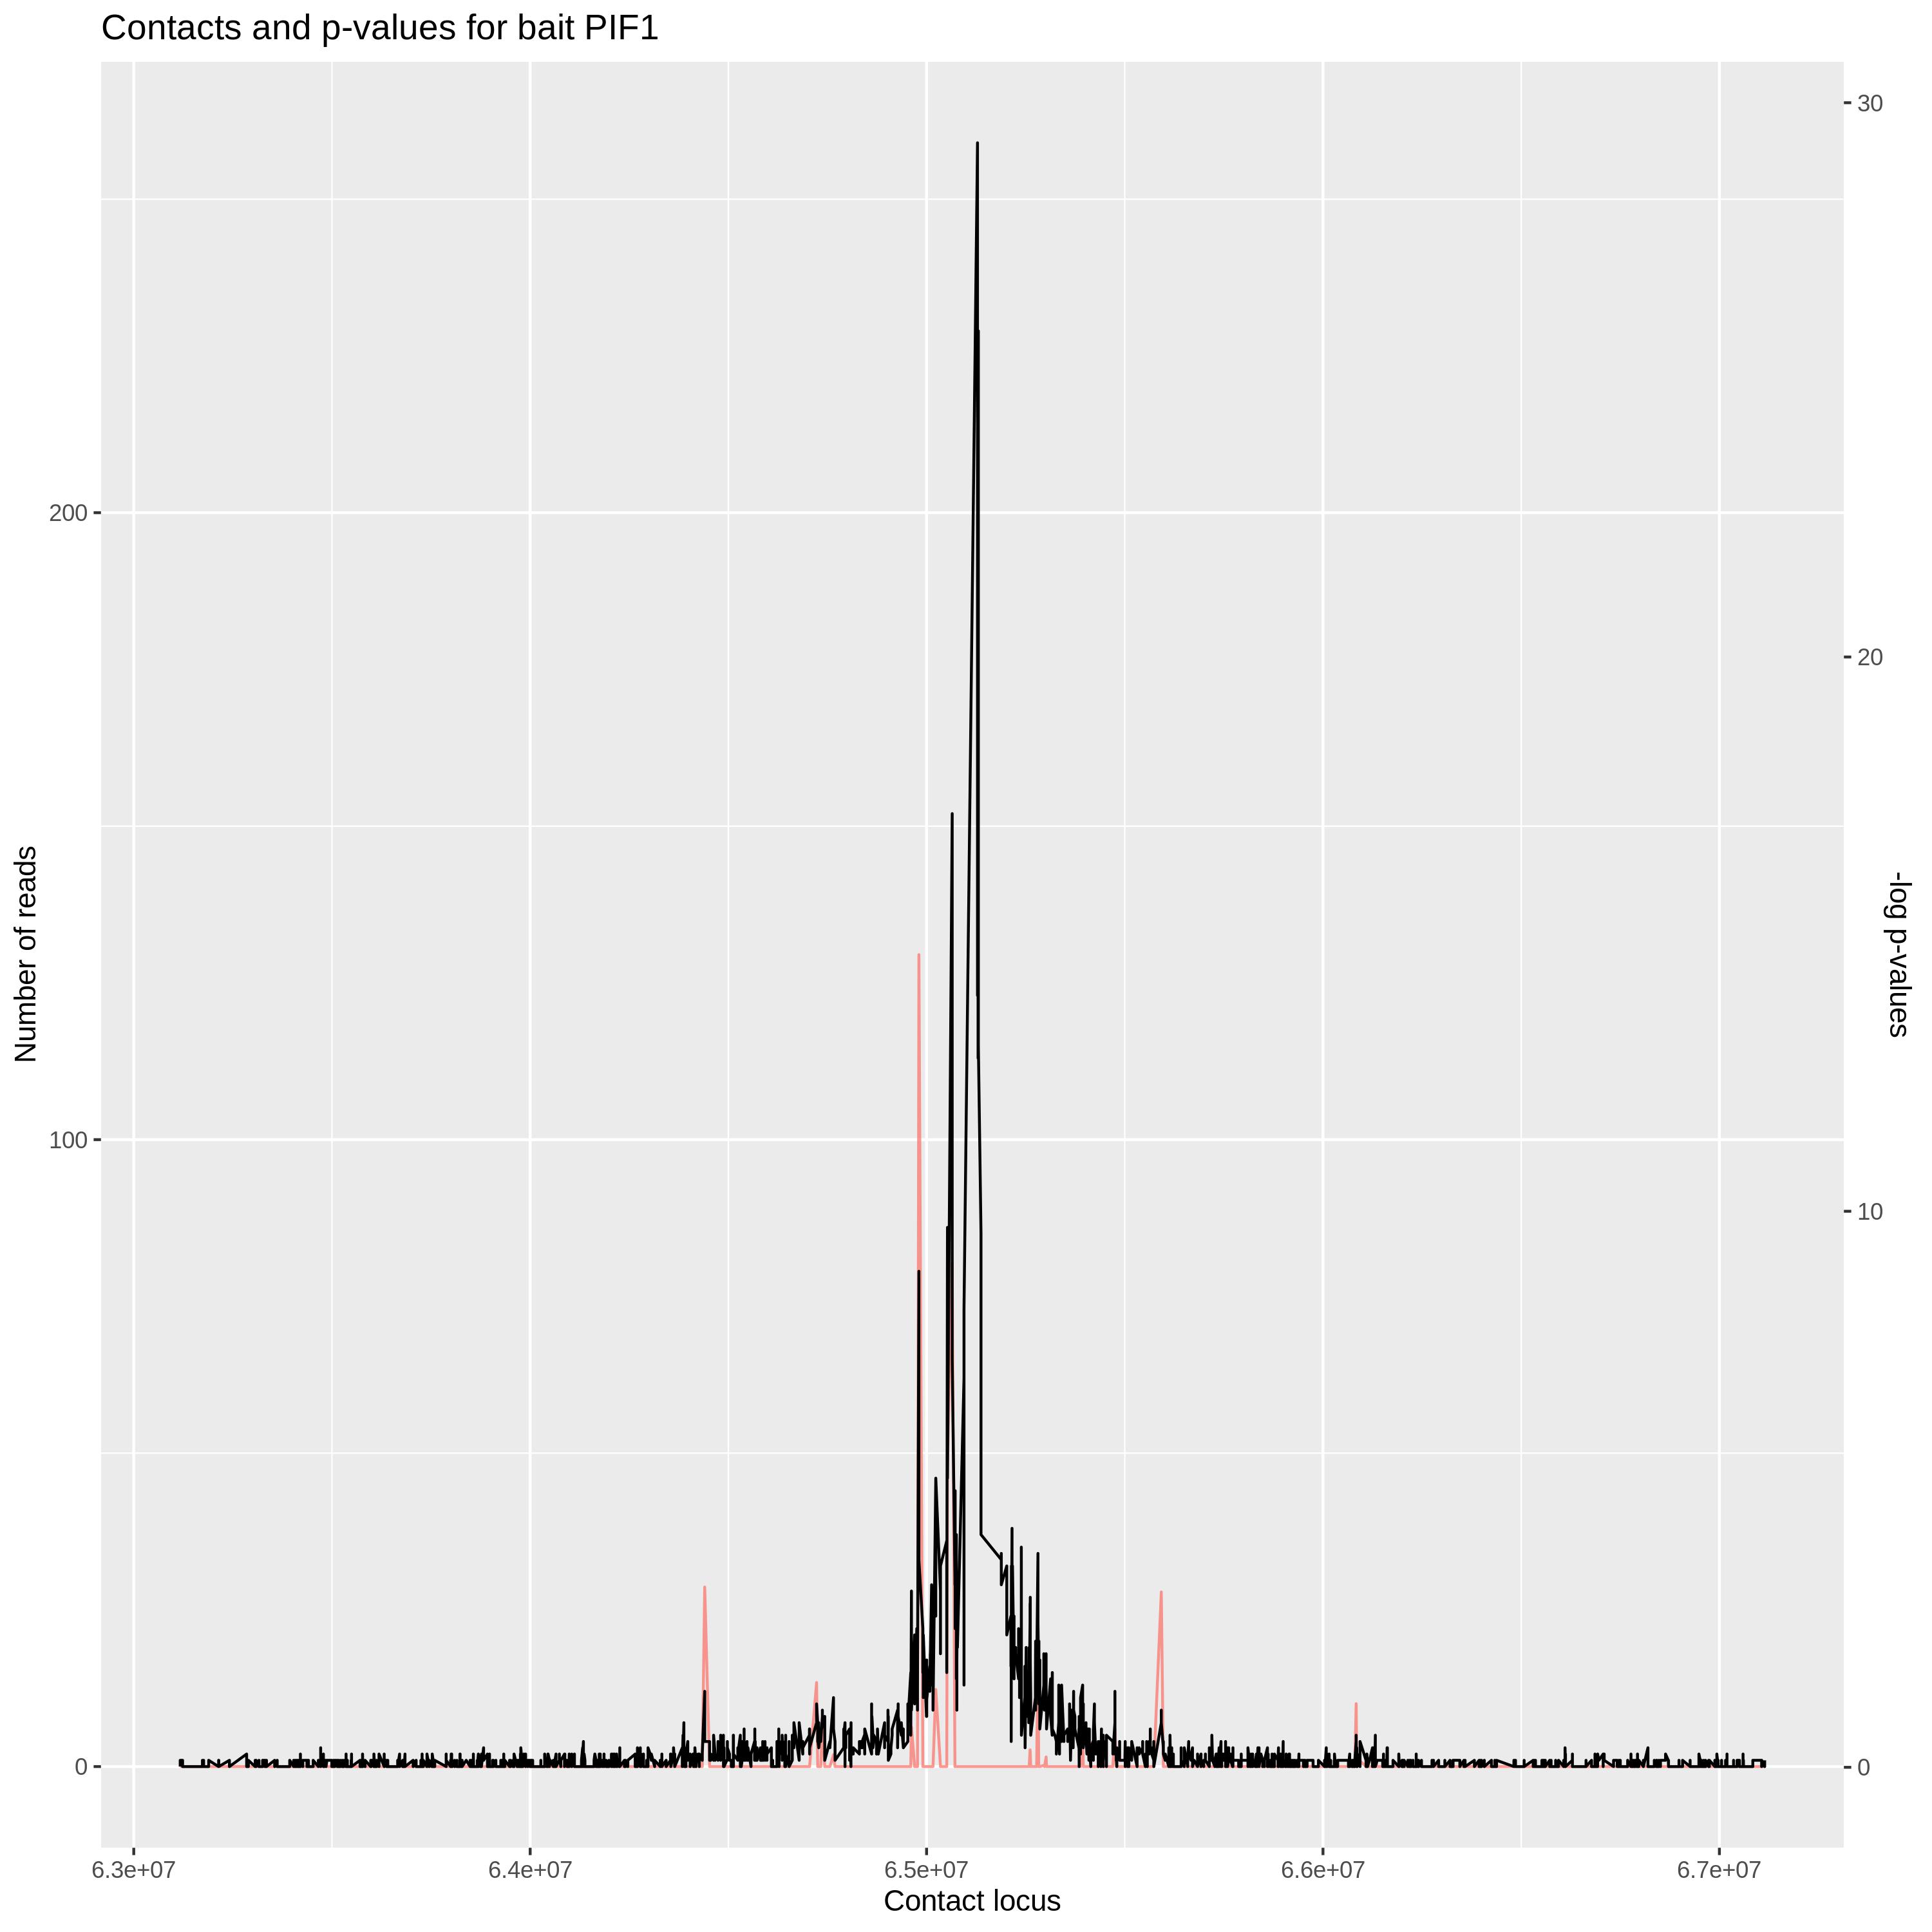 Contacts and p-values for bait PIF1
Number of reads
200
100
0
30
20
10
0
-log p-values
6.3e+07
6.4e+07
6.5e+07
6.6e+07
6.7e+07
Contact locus